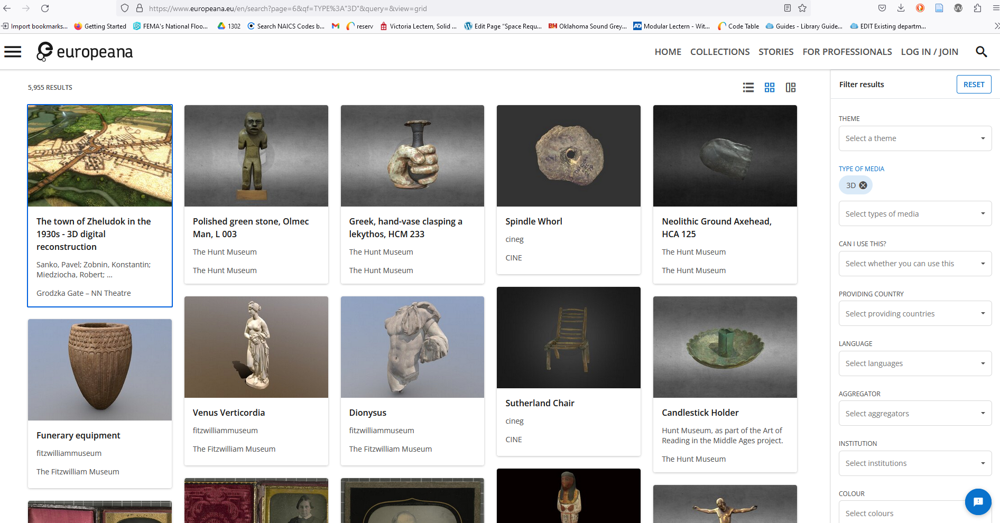 https://www.europeana.eu/en/search?page=6&qf=TYPE%3A"3D"&query=&view=grid
Import bookmarks...
Getting Started
FEMA's National Floo...
1302
Search NAICS Codes b...
reserv
Victoria Lectern, Solid ...
Edit Page "Space Requ...
Oklahoma Sound Grey...
Modular Lectern - Wit...
Code Table
Guides - Library Guide...
EDIT Existing departm...
europeana
HOME
COLLECTIONS
STORIES
FOR PROFESSIONALS
LOG IN / JOIN
5,955 RESULTS
The town of Zheludok in the
1930s - 3D digital
reconstruction
Sanko, Pavel; Zobnin, Konstantin;
Miedziocha, Robert; ...
Grodzka Gate – NN Theatre
Polished green stone, Olmec
Man, L 003
The Hunt Museum
The Hunt Museum
Greek, hand-vase clasping a
lekythos, HCM 233
The Hunt Museum
The Hunt Museum
Spindle Whorl
cineg
CINE
Neolithic Ground Axehead,
HCA 125
The Hunt Museum
The Hunt Museum
Funerary equipment
fitzwilliammuseum
The Fitzwilliam Museum
Venus Verticordia
fitzwilliammuseum
The Fitzwilliam Museum
Dionysus
fitzwilliammuseum
The Fitzwilliam Museum
Sutherland Chair
cineg
CINE
Candlestick Holder
Hunt Museum, as part of the Art of
Reading in the Middle Ages project.
The Hunt Museum
Filter results
RESET
THEME
Select a theme
TYPE OF MEDIA
3D
Select types of media
CAN I USE THIS?
Select whether you can use this
PROVIDING COUNTRY
Select providing countries
LANGUAGE
Select languages
AGGREGATOR
Select aggregators
INSTITUTION
Select institutions
COLOUR
Select colours